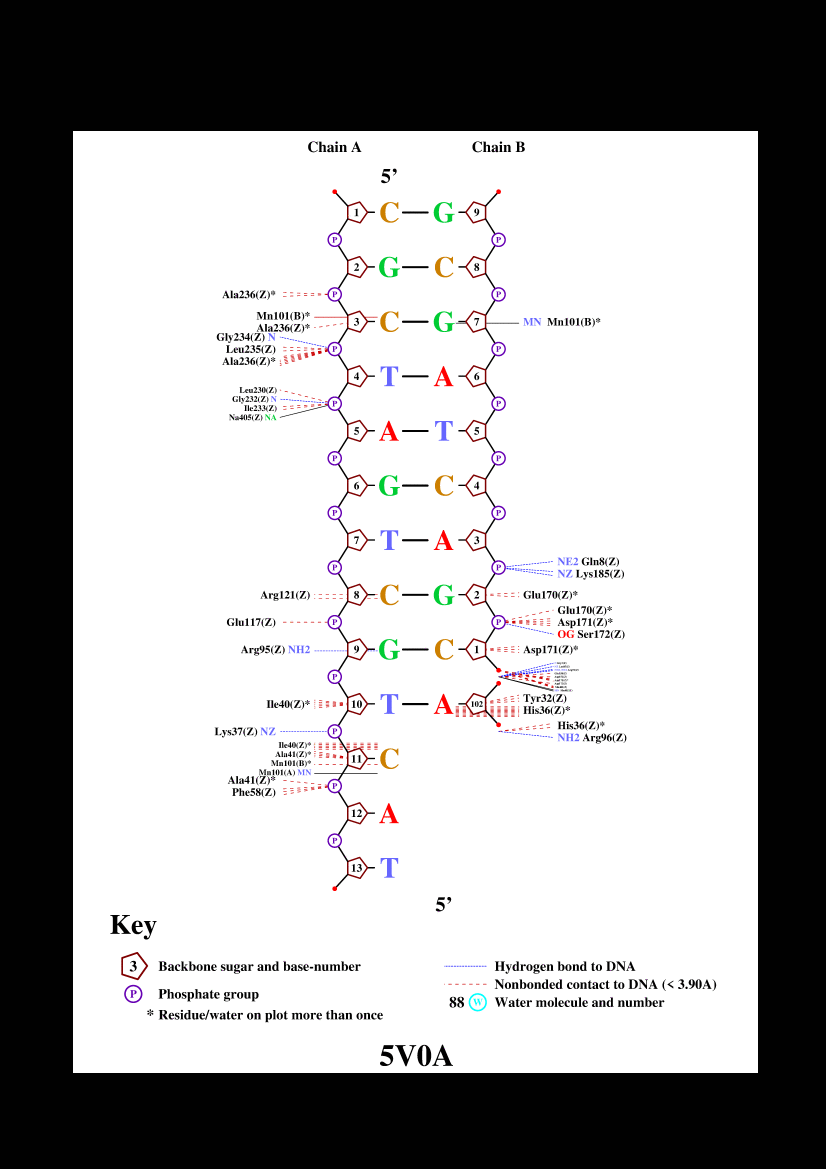 Chain A Chain B
5’
1 C G 9
P P
2 G C 8
Ala236(Z)* P P
Mn101(B)* 3 C G 7 MN Mn101(B)*
Ala236(Z)*
Gly234(Z) N
Leu235(Z) P P
Ala236(Z)*
4 T A 6
Leu230(Z)
Gly232(Z) N P P
Ile233(Z)
Na405(Z) NA
5 A T 5
P P
6 G C 4
P P
7 T A 3
P P NE2 Gln8(Z)
NZ Lys185(Z)
Arg121(Z) 8 C G 2 Glu170(Z)*
Glu170(Z)*
Glu117(Z) P P Asp171(Z)*
OG Ser172(Z)
Arg95(Z) NH2 9 G C 1 Asp171(Z)*
P
Ile40(Z)* 10 T A 102 Tyr32(Z)
His36(Z)*
His36(Z)*
Lys37(Z) NZ P NH2 Arg96(Z)
Ile40(Z)*
Ala41(Z)* 11 C
Mn101(B)*
Mn101(A) MN
Ala41(Z)* P
Phe58(Z)
12 A
P
13 T
5’
Key
3 Backbone sugar and base-number
P Phosphate group
* Residue/water on plot more than once
Hydrogen bond to DNA
Nonbonded contact to DNA (< 3.90A)
88 W Water molecule and number
5V0A